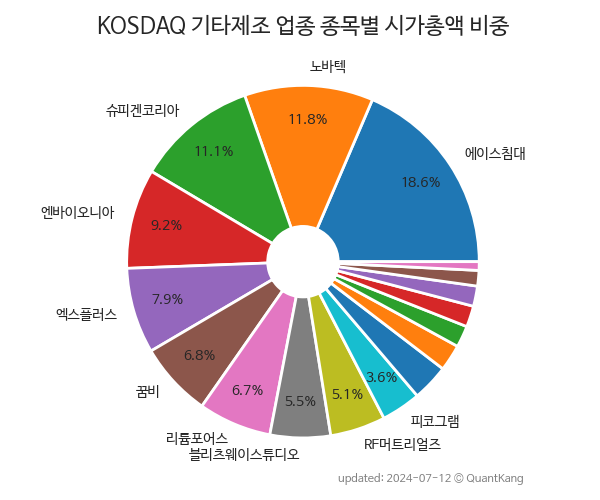 KOSDAQ 기타제조 업종 종목별 시가총액 비중
노바텍
슈피겐코리아
에이스침대
엔바이오니아
엑스플러스
꿈비
리튬포어스
블리츠웨이스튜디오
RF머트리얼즈
피코그램
11.8%
11.1%
18.6%
9.2%
7.9%
6.8%
6.7%
5.5%
5.1%
3.6%
updated: 2024-07-12 © QuantKang